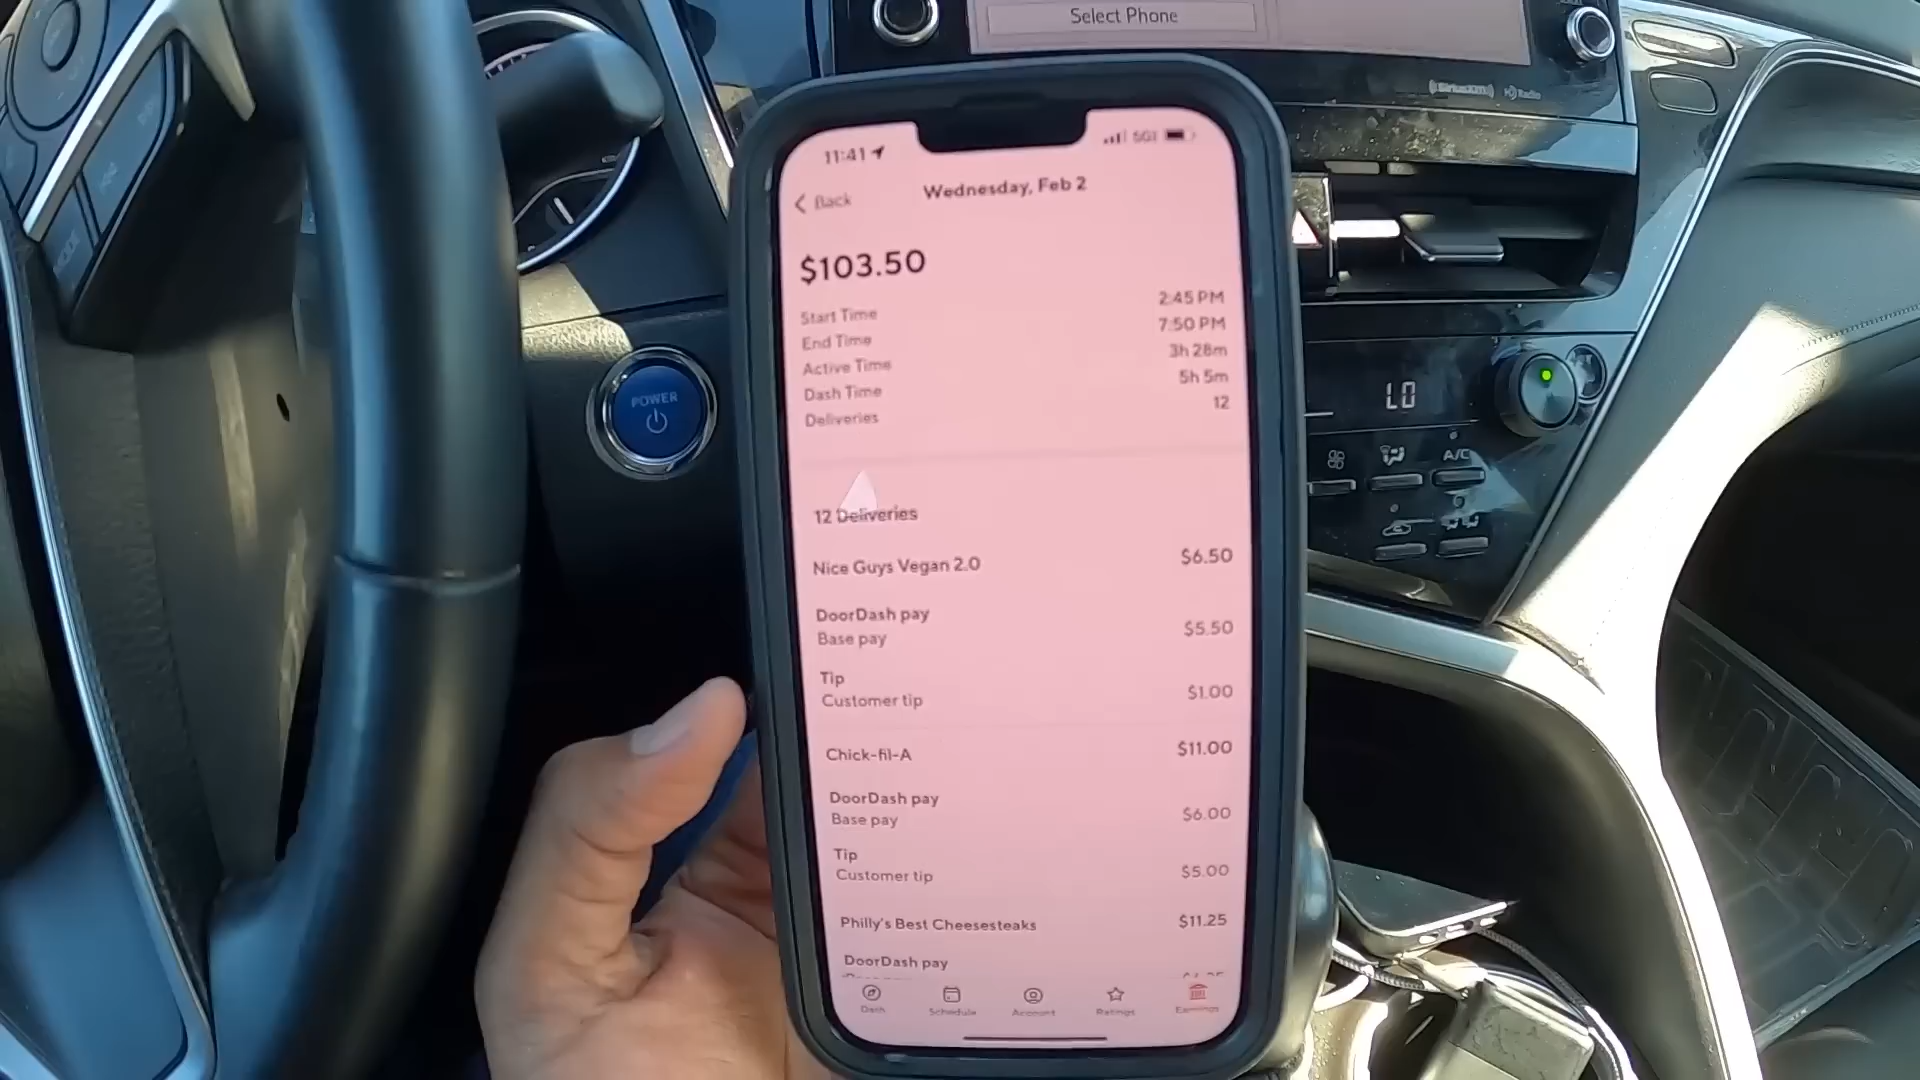 Select Phone
SiriusXM HD Radio
11:41 5G
Back
Wednesday, Feb 2
$103.50
Start Time 2:45 PM
End Time 7:50 PM
Active Time 3h 28m
Dash Time 5h 5m
Deliveries 12
12 Deliveries
Nice Guys Vegan 2.0 $6.50
DoorDash pay
Base pay $5.50
Tip
Customer tip $1.00
Chick-fil-A $11.00
DoorDash pay
Base pay $6.00
Tip
Customer tip $5.00
Philly's Best Cheesesteaks $11.25
DoorDash pay
Dash Schedule Account Ratings Earnings
POWER
LO
A/C
MODE